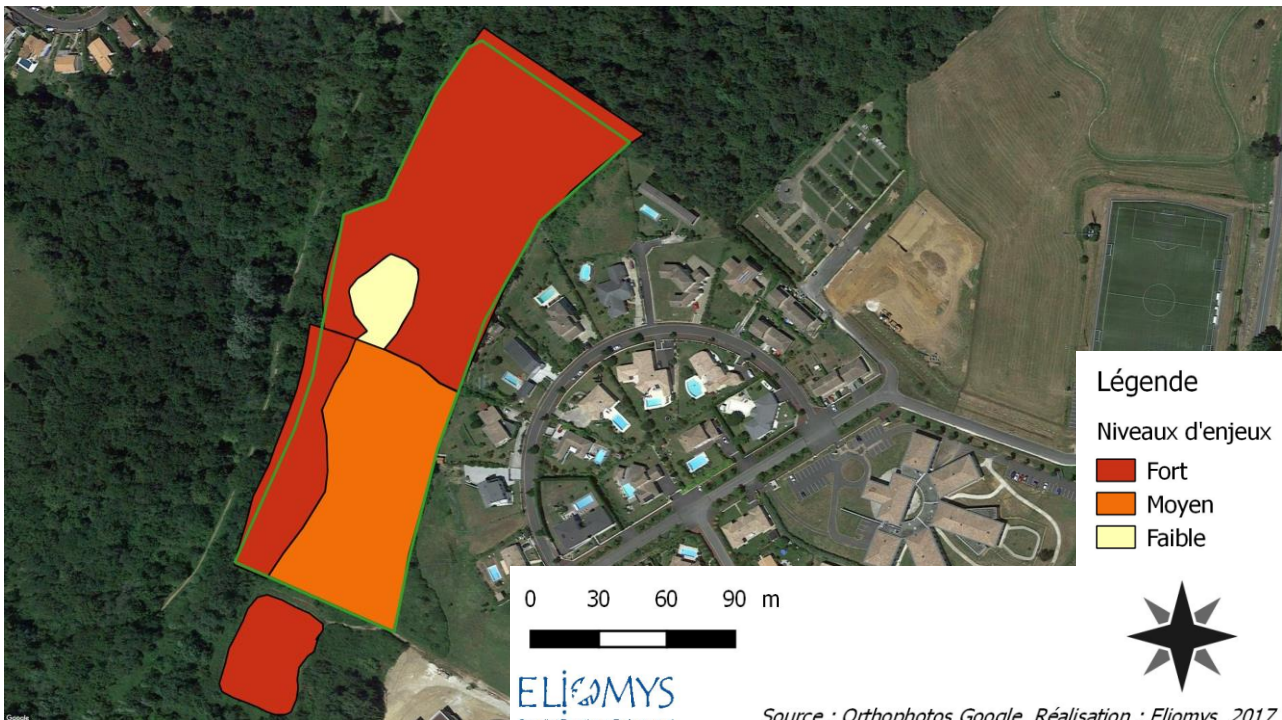 Légende
Niveaux d'enjeux
Fort
Moyen
Faible
0 30 60 90 m
ELIOMYS
Source : Orthophotos Google, Réalisation : Eliomys, 2017
Google